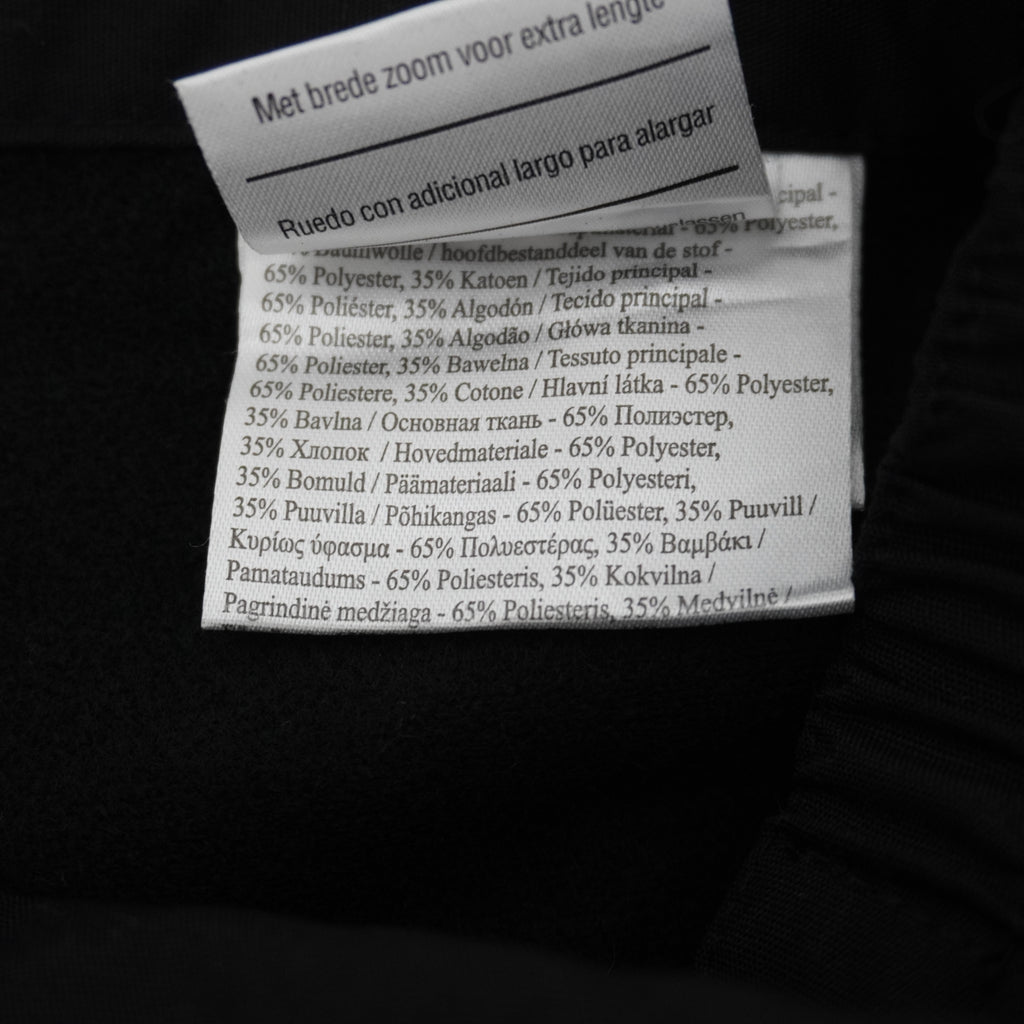 Met brede zoom voor extra lengte
Ruedo con adicional largo para alargar
cipal -
65% Polyester,
Baumwolle / hoofdbestanddeel van de stof -
65% Polyester, 35% Katoen / Tejido principal -
65% Poliéster, 35% Algodón / Tecido principal -
65% Poliester, 35% Algodão / Główa tkanina -
65% Poliester, 35% Bawełna / Tessuto principale -
65% Poliestere, 35% Cotone / Hlavní látka - 65% Polyester,
35% Bavlna / Основная ткань - 65% Полиэстер,
35% Хлопок / Hovedmateriale - 65% Polyester,
35% Bomuld / Päämateriaali - 65% Polyesteri,
35% Puuvilla / Põhikangas - 65% Polüester, 35% Puuvill /
Κυρίως ύφασμα - 65% Πολυεστέρας, 35% Βαμβάκι /
Pamataudums - 65% Poliesteris, 35% Kokvilna /
Pagrindinė medžiaga - 65% Poliesteris, 35% Medvilnė /